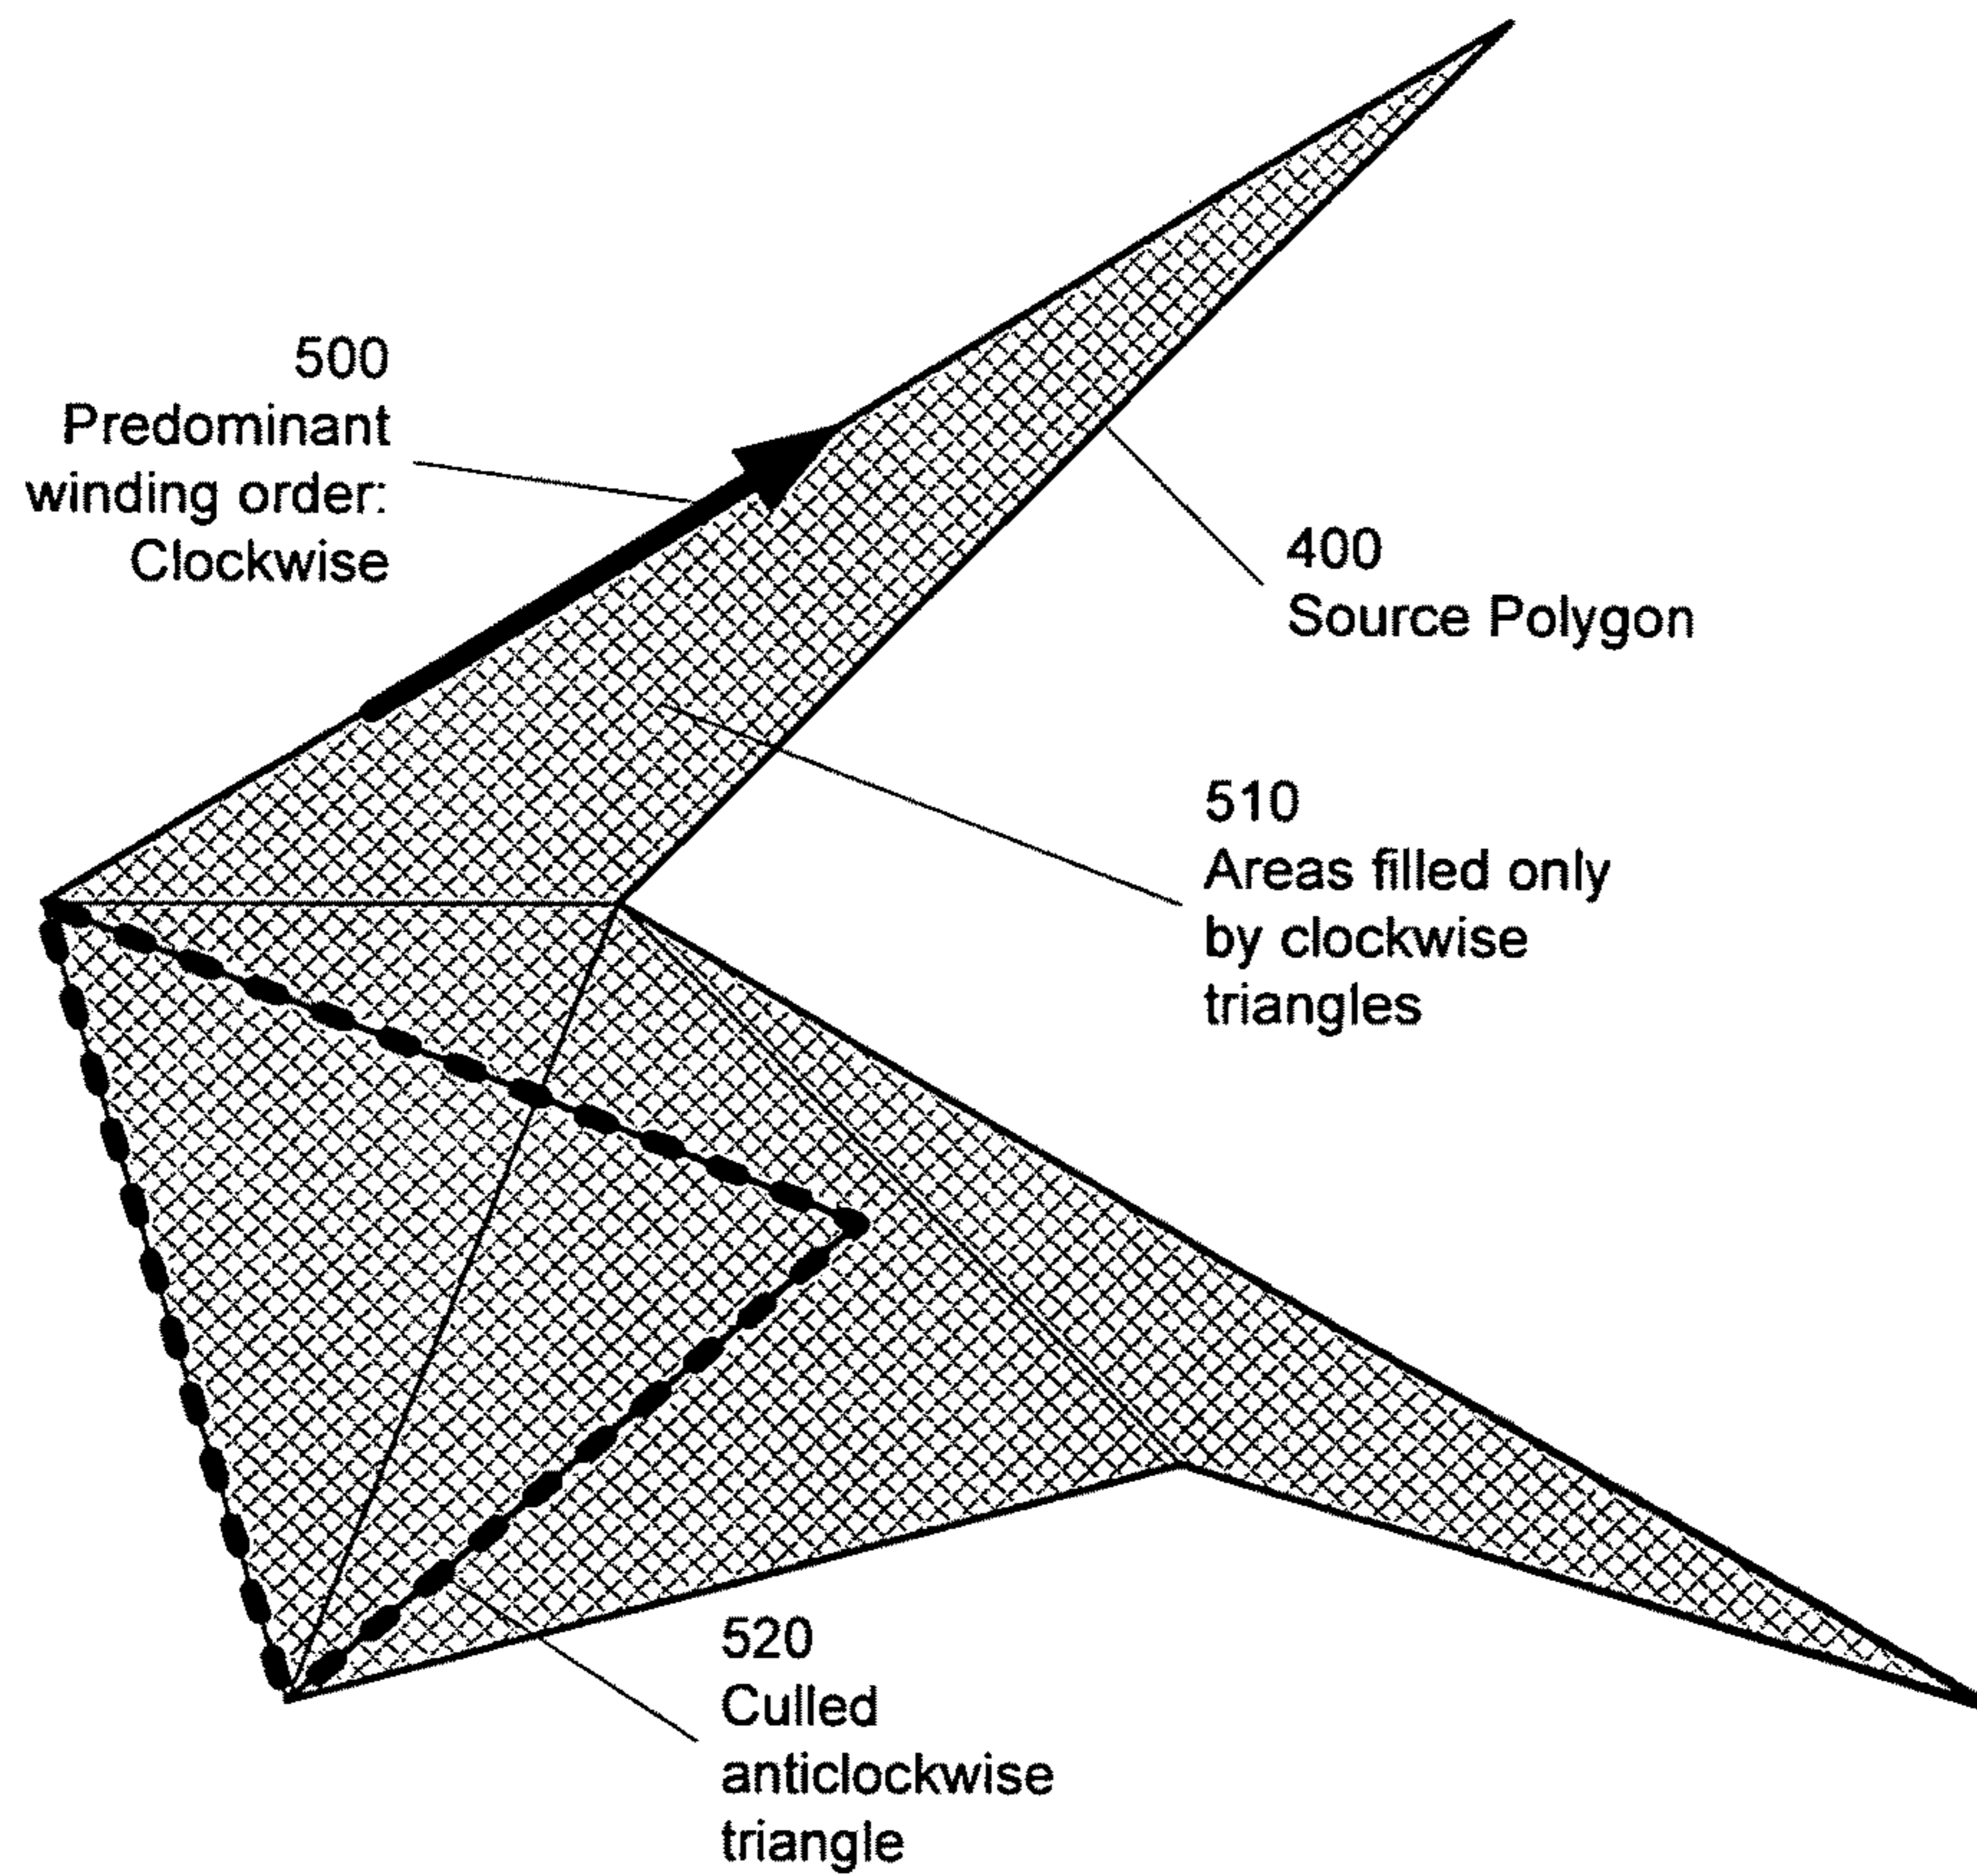 500
Predominant
winding order:
Clockwise
400
Source Polygon
510
Areas filled only
by clockwise
triangles
520
Culled
anticlockwise
triangle